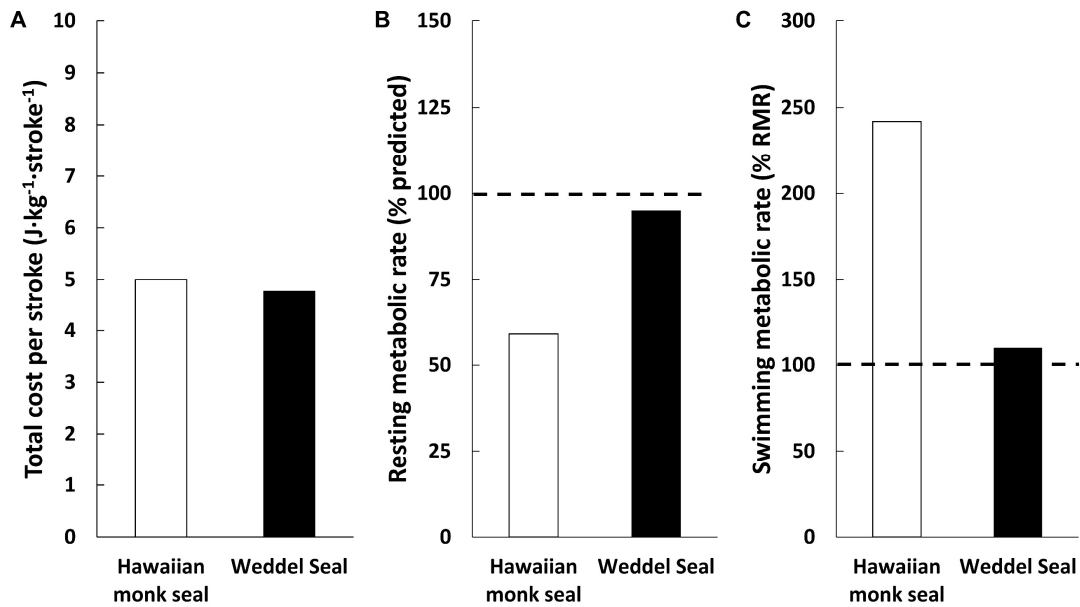 A
Total cost per stroke (J·kg⁻¹·stroke⁻¹)
10
9
8
7
6
5
4
3
2
1
0
Hawaiian
monk seal
Weddel Seal
B
Resting metabolic rate (% predicted)
150
125
100
75
50
25
0
Hawaiian
monk seal
Weddel Seal
C
Swimming metabolic rate (% RMR)
300
250
200
150
100
50
0
Hawaiian
monk seal
Weddel Seal